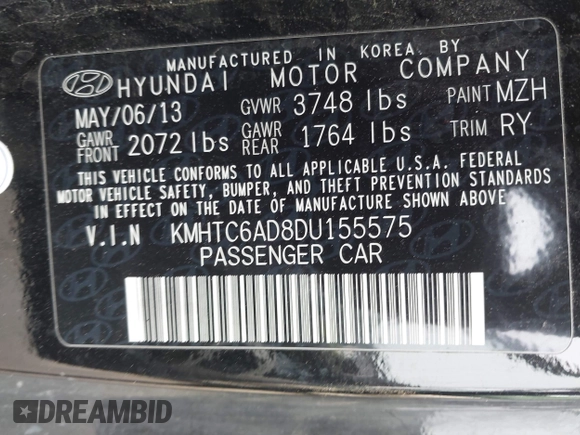 MANUFACTURED IN KOREA BY
HYUNDAI MOTOR COMPANY
MAY/06/13 GVWR 3748 lbs PAINT MZH
GAWR FRONT 2072 lbs GAWR REAR 1764 lbs TRIM RY
THIS VEHICLE CONFORMS TO ALL APPLICABLE U.S.A. FEDERAL
MOTOR VEHICLE SAFETY, BUMPER, AND THEFT PREVENTION STANDARDS
IN EFFECT ON THE DATE OF MANUFACTURE SHOWN ABOVE
V.I.N KMHTC6AD8DU155575
PASSENGER CAR
DREAMBID